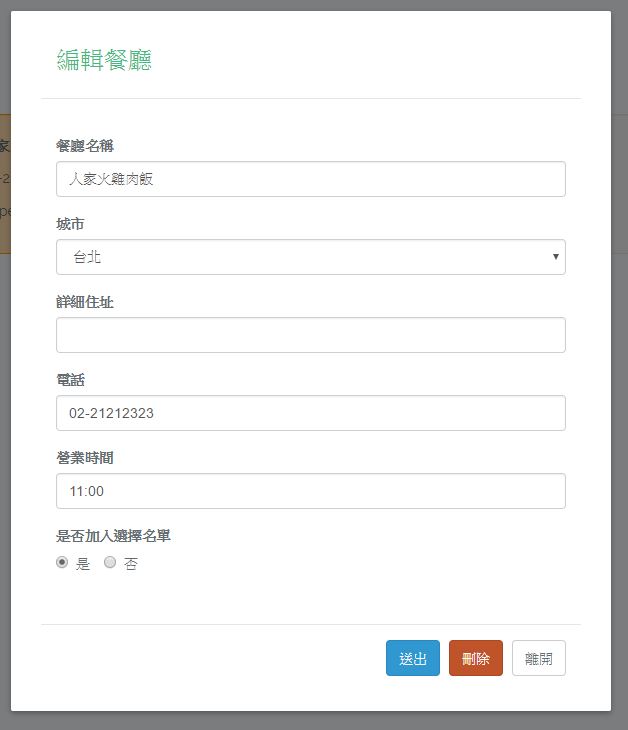 編輯餐廳
餐廳名稱
人家火雞肉飯
城市
台北
詳細住址
電話
02-21212323
營業時間
11:00
是否加入選擇名單
是 否
送出 刪除 離開